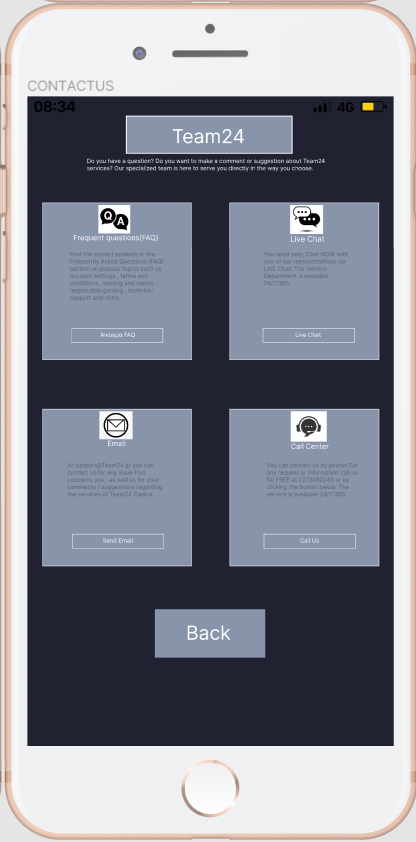 CONTACTUS
08:34
4G
Team24
Do you have a question? Do you want to make a comment or suggestion about Team24
services? Our specialized team is here to serve you directly in the way you choose.
Q A
Frequent questions(FAQ)
Find the correct answers in the
Frequently Asked Questions (FAQ)
section on popular topics such as
account settings , terms and
conditions , betting and casino ,
responsible gaming , technical
support and more.
Άνοιγμα FAQ
Live Chat
You need help; Chat NOW with
one of our representatives via
LIVE Chat! The Service
Department is available
24/7/365.
Live Chat
Email
At support@Team24.gr you can
contact us for any issue that
concerns you , as well as for your
comments / suggestions regarding
the services of Team24 Casino.
Send Email
Call Center
You can contact us by phone! For
any request or information call us
for FREE at 2273082245 or by
clicking the button below. The
service is available 24/7/365.
Call Us
Back